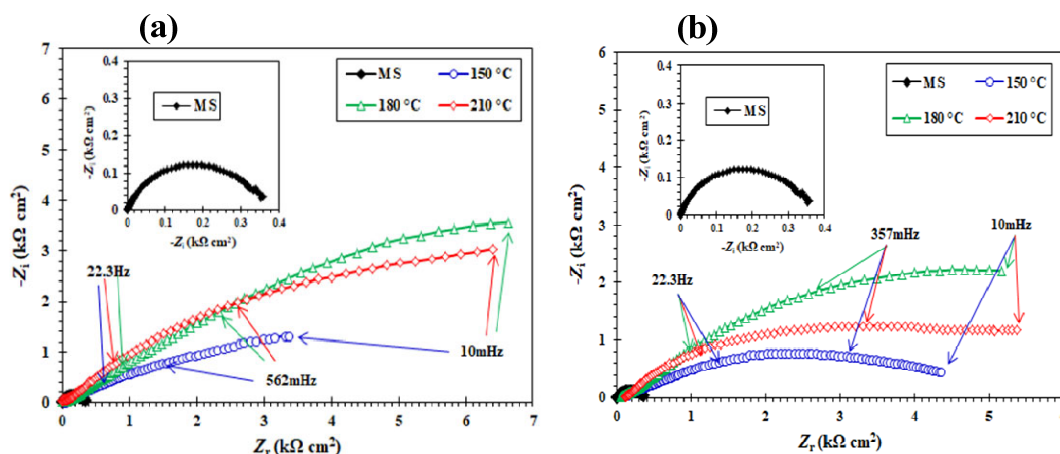 (a)
7
6
5
4
3
2
1
0
-Zi (kΩ cm²)
0 1 2 3 4 5 6 7
Zr (kΩ cm²)
MS 150 °C
180 °C 210 °C
0.4
0.3
0.2
0.1
0
-Zi (kΩ cm²)
0 0.1 0.2 0.3 0.4
-Zi (kΩ cm²)
MS
22.3Hz
562mHz
10mHz
(b)
6
5
4
3
2
1
0
-Zi (kΩ cm²)
0 1 2 3 4 5 6
Zr (kΩ cm²)
MS 150 °C
180 °C 210 °C
0.4
0.3
0.2
0.1
0
-Zi (kΩ cm²)
0 0.1 0.2 0.3 0.4
-Zi (kΩ cm²)
MS
22.3Hz
357mHz
10mHz